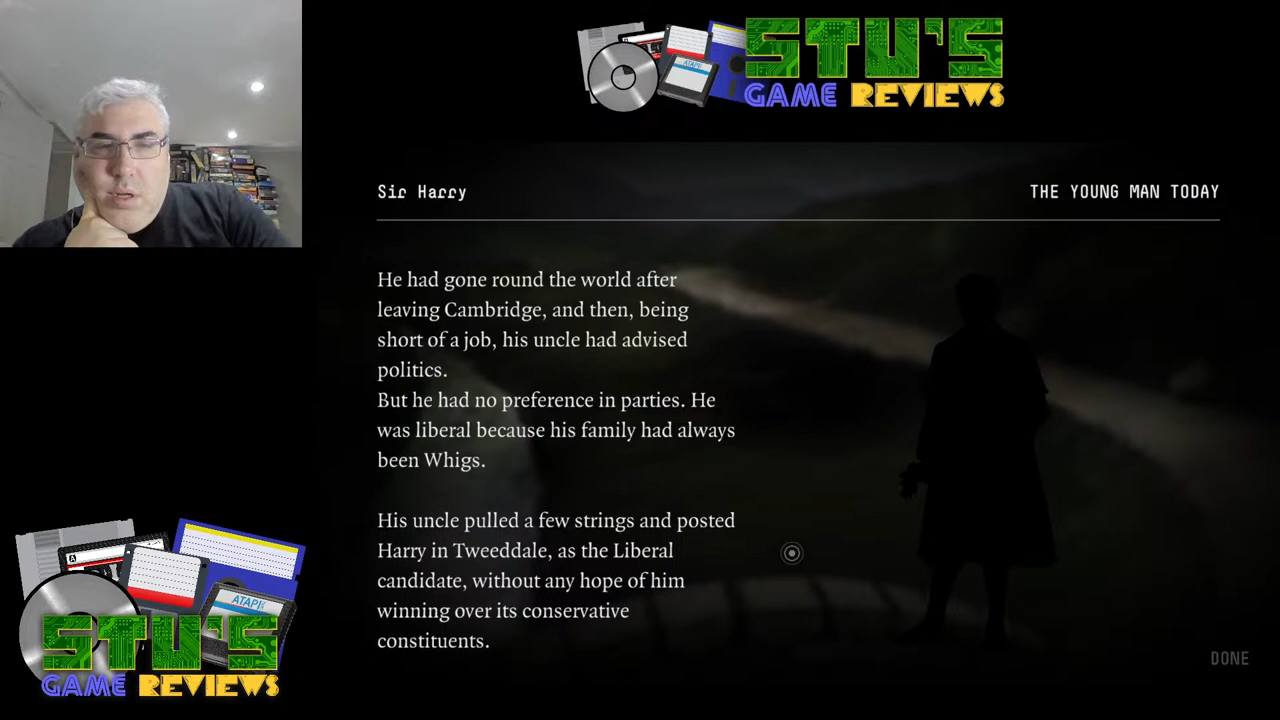 STU'S
GAME REVIEWS
Sir Harry
THE YOUNG MAN TODAY
He had gone round the world after
leaving Cambridge, and then, being
short of a job, his uncle had advised
politics.
But he had no preference in parties. He
was liberal because his family had always
been Whigs.
His uncle pulled a few strings and posted
Harry in Tweeddale, as the Liberal
candidate, without any hope of him
winning over its conservative
constituents.
DONE
STU'S
GAME REVIEWS